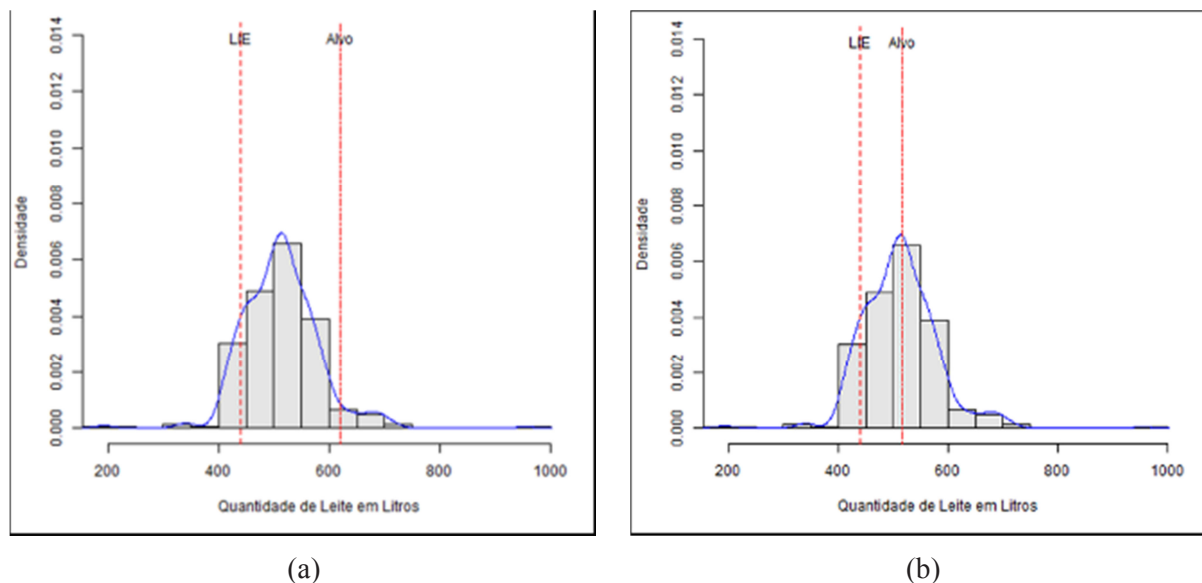 0.014
0.012
0.010
0.008
0.006
0.004
0.002
0.000
Densidade
LIE
Alvo
200 400 600 800 1000
Quantidade de Leite em Litros
(a)
0.014
0.012
0.010
0.008
0.006
0.004
0.002
0.000
Densidade
LIE
Alvo
200 400 600 800 1000
Quantidade de Leite em Litros
(b)